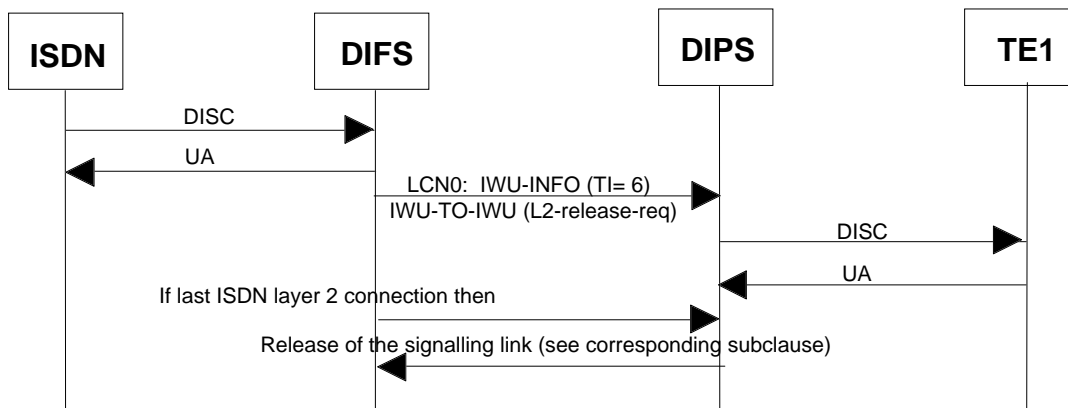 ISDN
DIFS
DIPS
TE1
DISC
UA
LCN0: IWU-INFO (TI= 6)
IWU-TO-IWU (L2-release-req)
DISC
UA
If last ISDN layer 2 connection then
Release of the signalling link (see corresponding subclause)